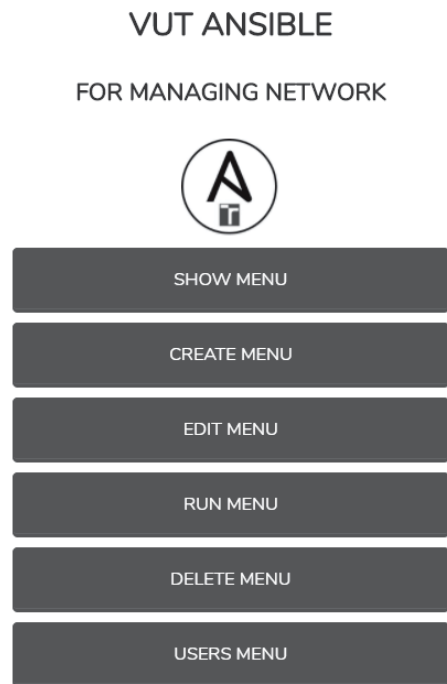 VUT ANSIBLE
FOR MANAGING NETWORK
A
T
SHOW MENU
CREATE MENU
EDIT MENU
RUN MENU
DELETE MENU
USERS MENU